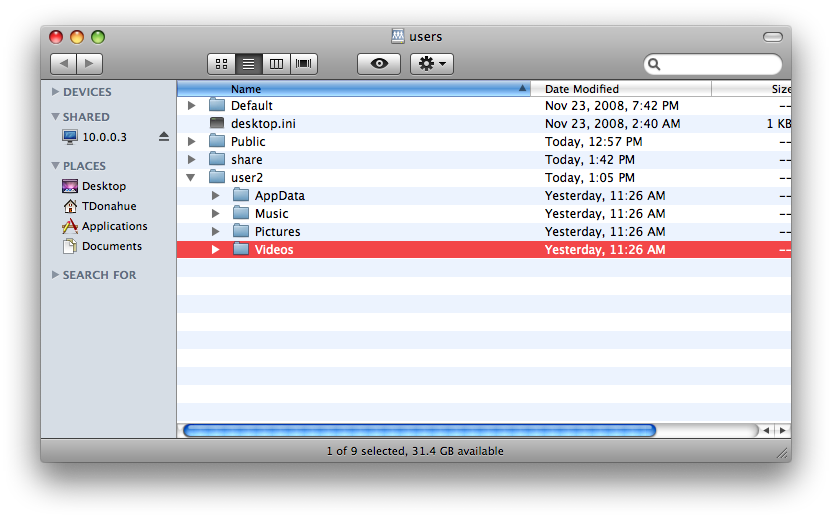 users
Name Date Modified Size
DEVICES
SHARED
10.0.0.3
PLACES
Desktop
TDonahue
Applications
Documents
SEARCH FOR
Default Nov 23, 2008, 7:42 PM --
desktop.ini Nov 23, 2008, 2:40 AM 1 KB
Public Today, 12:57 PM --
share Today, 1:42 PM --
user2 Today, 1:05 PM --
AppData Yesterday, 11:26 AM --
Music Yesterday, 11:26 AM --
Pictures Yesterday, 11:26 AM --
Videos Yesterday, 11:26 AM --
1 of 9 selected, 31.4 GB available